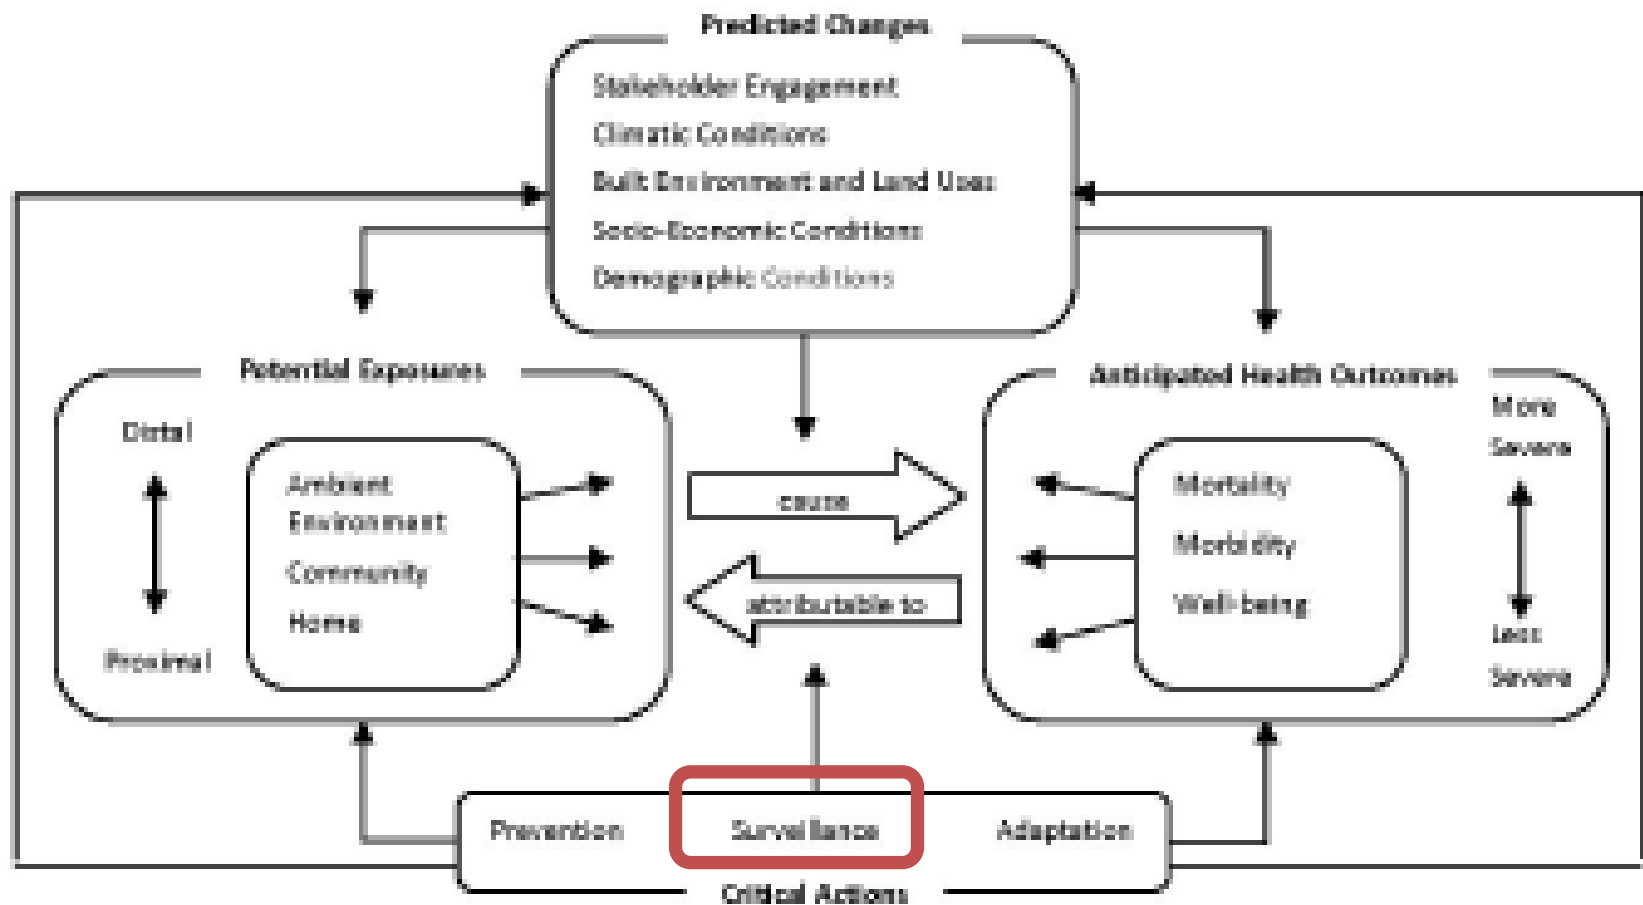 Predicted Changes
Stakeholder Engagement
Climatic Conditions
Built Environment and Land Uses
Socio-Economic Conditions
Demographic Conditions
Potential Exposures
Distal
Proximal
Ambient
Environment
Community
Home
cause
attributable to
Anticipated Health Outcomes
More
Severe
Mortality
Morbidity
Well-being
Less
Severe
Prevention
Surveillance
Adaptation
Critical Actions